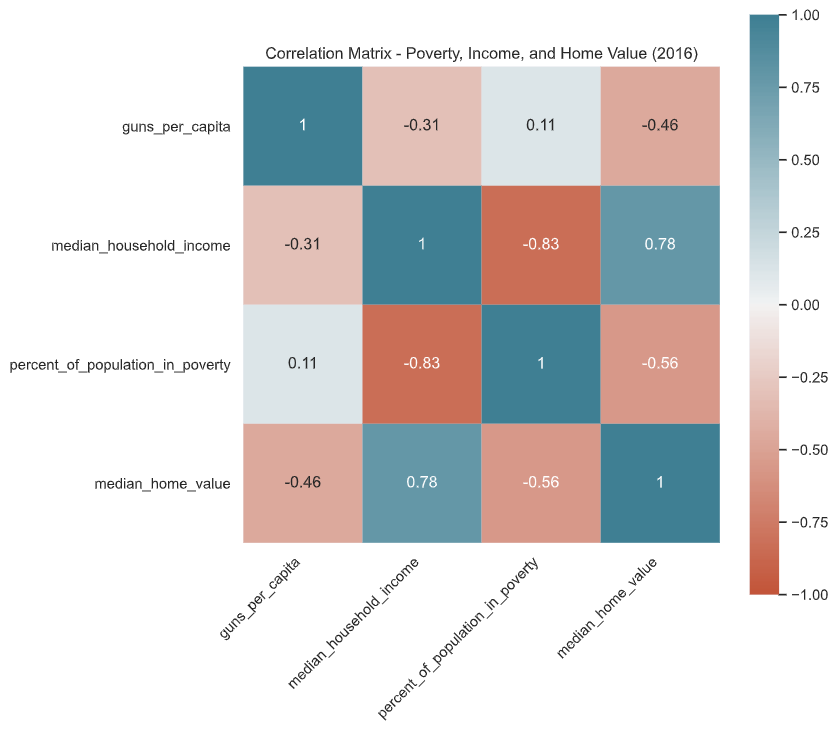 Correlation Matrix - Poverty, Income, and Home Value (2016)
guns_per_capita
1
-0.31
0.11
-0.46
median_household_income
-0.31
1
-0.83
0.78
percent_of_population_in_poverty
0.11
-0.83
1
-0.56
median_home_value
-0.46
0.78
-0.56
1
guns_per_capita
median_household_income
percent_of_population_in_poverty
median_home_value
1.00
0.75
0.50
0.25
0.00
−0.25
−0.50
−0.75
−1.00